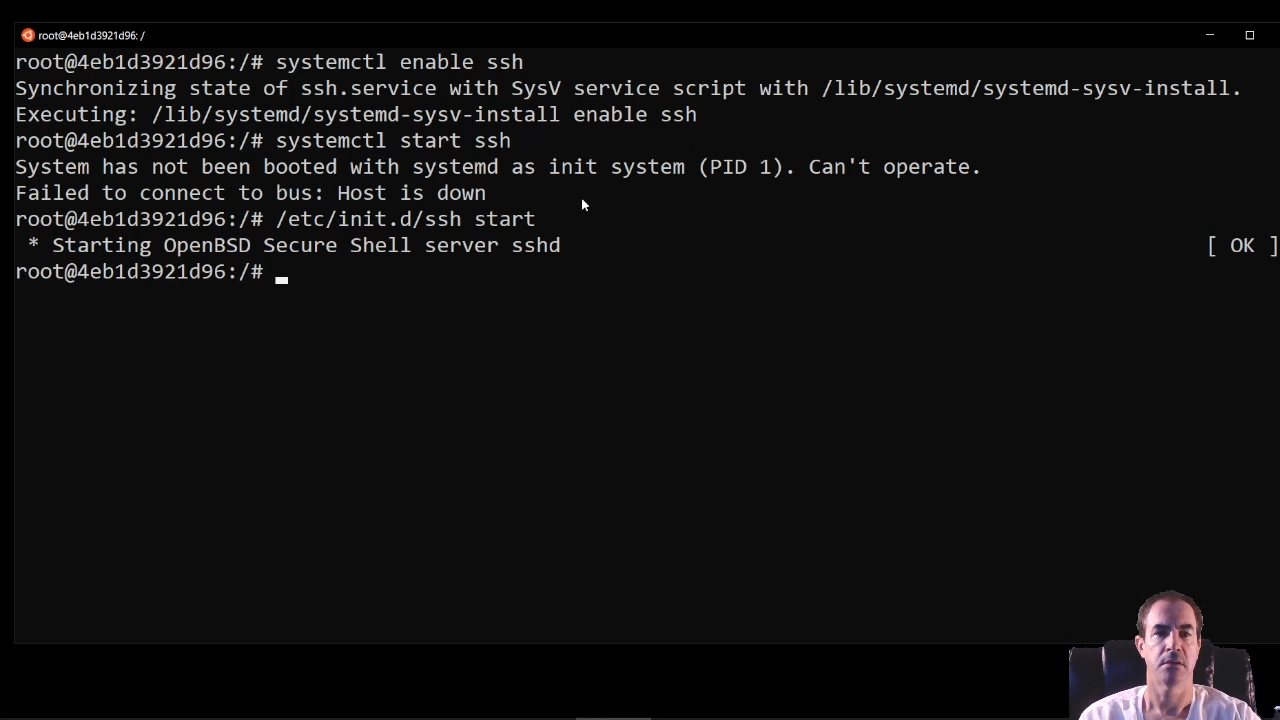 root@4eb1d3921d96: /
root@4eb1d3921d96:/# systemctl enable ssh
Synchronizing state of ssh.service with SysV service script with /lib/systemd/systemd-sysv-install.
Executing: /lib/systemd/systemd-sysv-install enable ssh
root@4eb1d3921d96:/# systemctl start ssh
System has not been booted with systemd as init system (PID 1). Can't operate.
Failed to connect to bus: Host is down
root@4eb1d3921d96:/# /etc/init.d/ssh start
 * Starting OpenBSD Secure Shell server sshd [ OK ]
root@4eb1d3921d96:/#